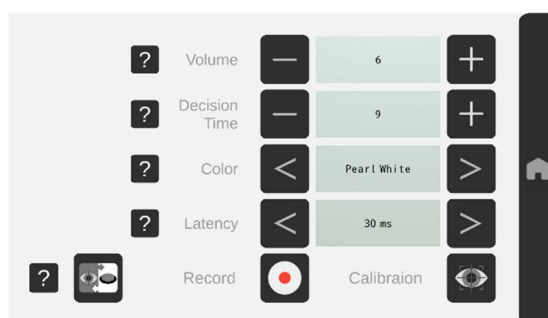 ? Volume — 6 +
? Decision Time — 9 +
? Color < Pearl White >
? Latency < 30 ms >
? Record Calibraion